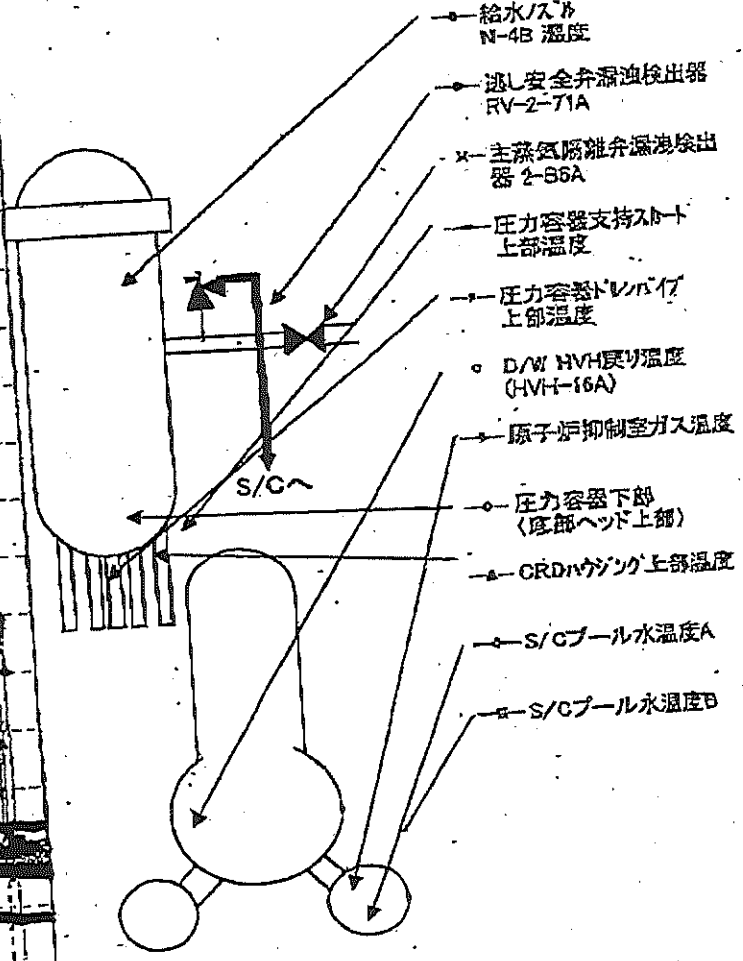 給水ノズル
N-4B 温度
逃し安全弁漏洩検出器
RV-2-71A
主蒸気隔離弁漏洩検出
器 2-86A
圧力容器支持スカート
上部温度
圧力容器ドレンパイプ
上部温度
D/W HVH戻り温度
(HVH-16A)
原子炉抑制室ガス温度
S/Cへ
圧力容器下部
(底部ヘッド上部)
CRDハウジング上部温度
S/Cプール水温度A
S/Cプール水温度B